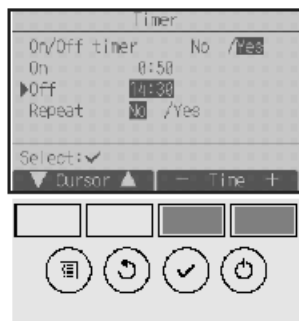 Timer
On/Off timer No /Yes
On 0:50
▶Off 14:30
Repeat No /Yes
Select:✓
▼ Cursor ▲ - Time +